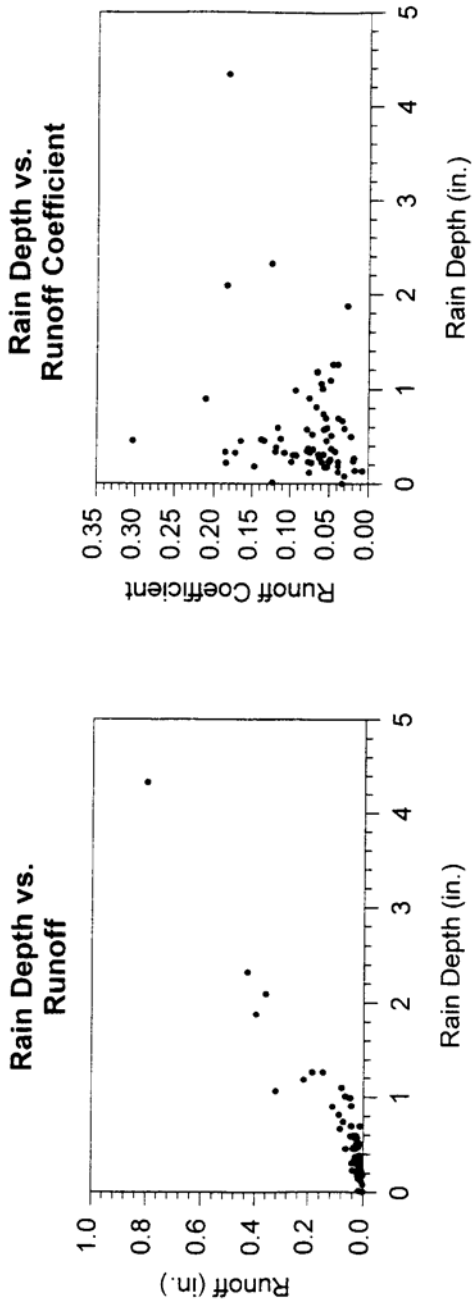 Rain Depth vs.
Runoff
Runoff (in.)
1.0
0.8
0.6
0.4
0.2
0.0
0 1 2 3 4 5
Rain Depth (in.)
Rain Depth vs.
Runoff Coefficient
Runoff Coefficient
0.35
0.30
0.25
0.20
0.15
0.10
0.05
0.00
0 1 2 3 4 5
Rain Depth (in.)